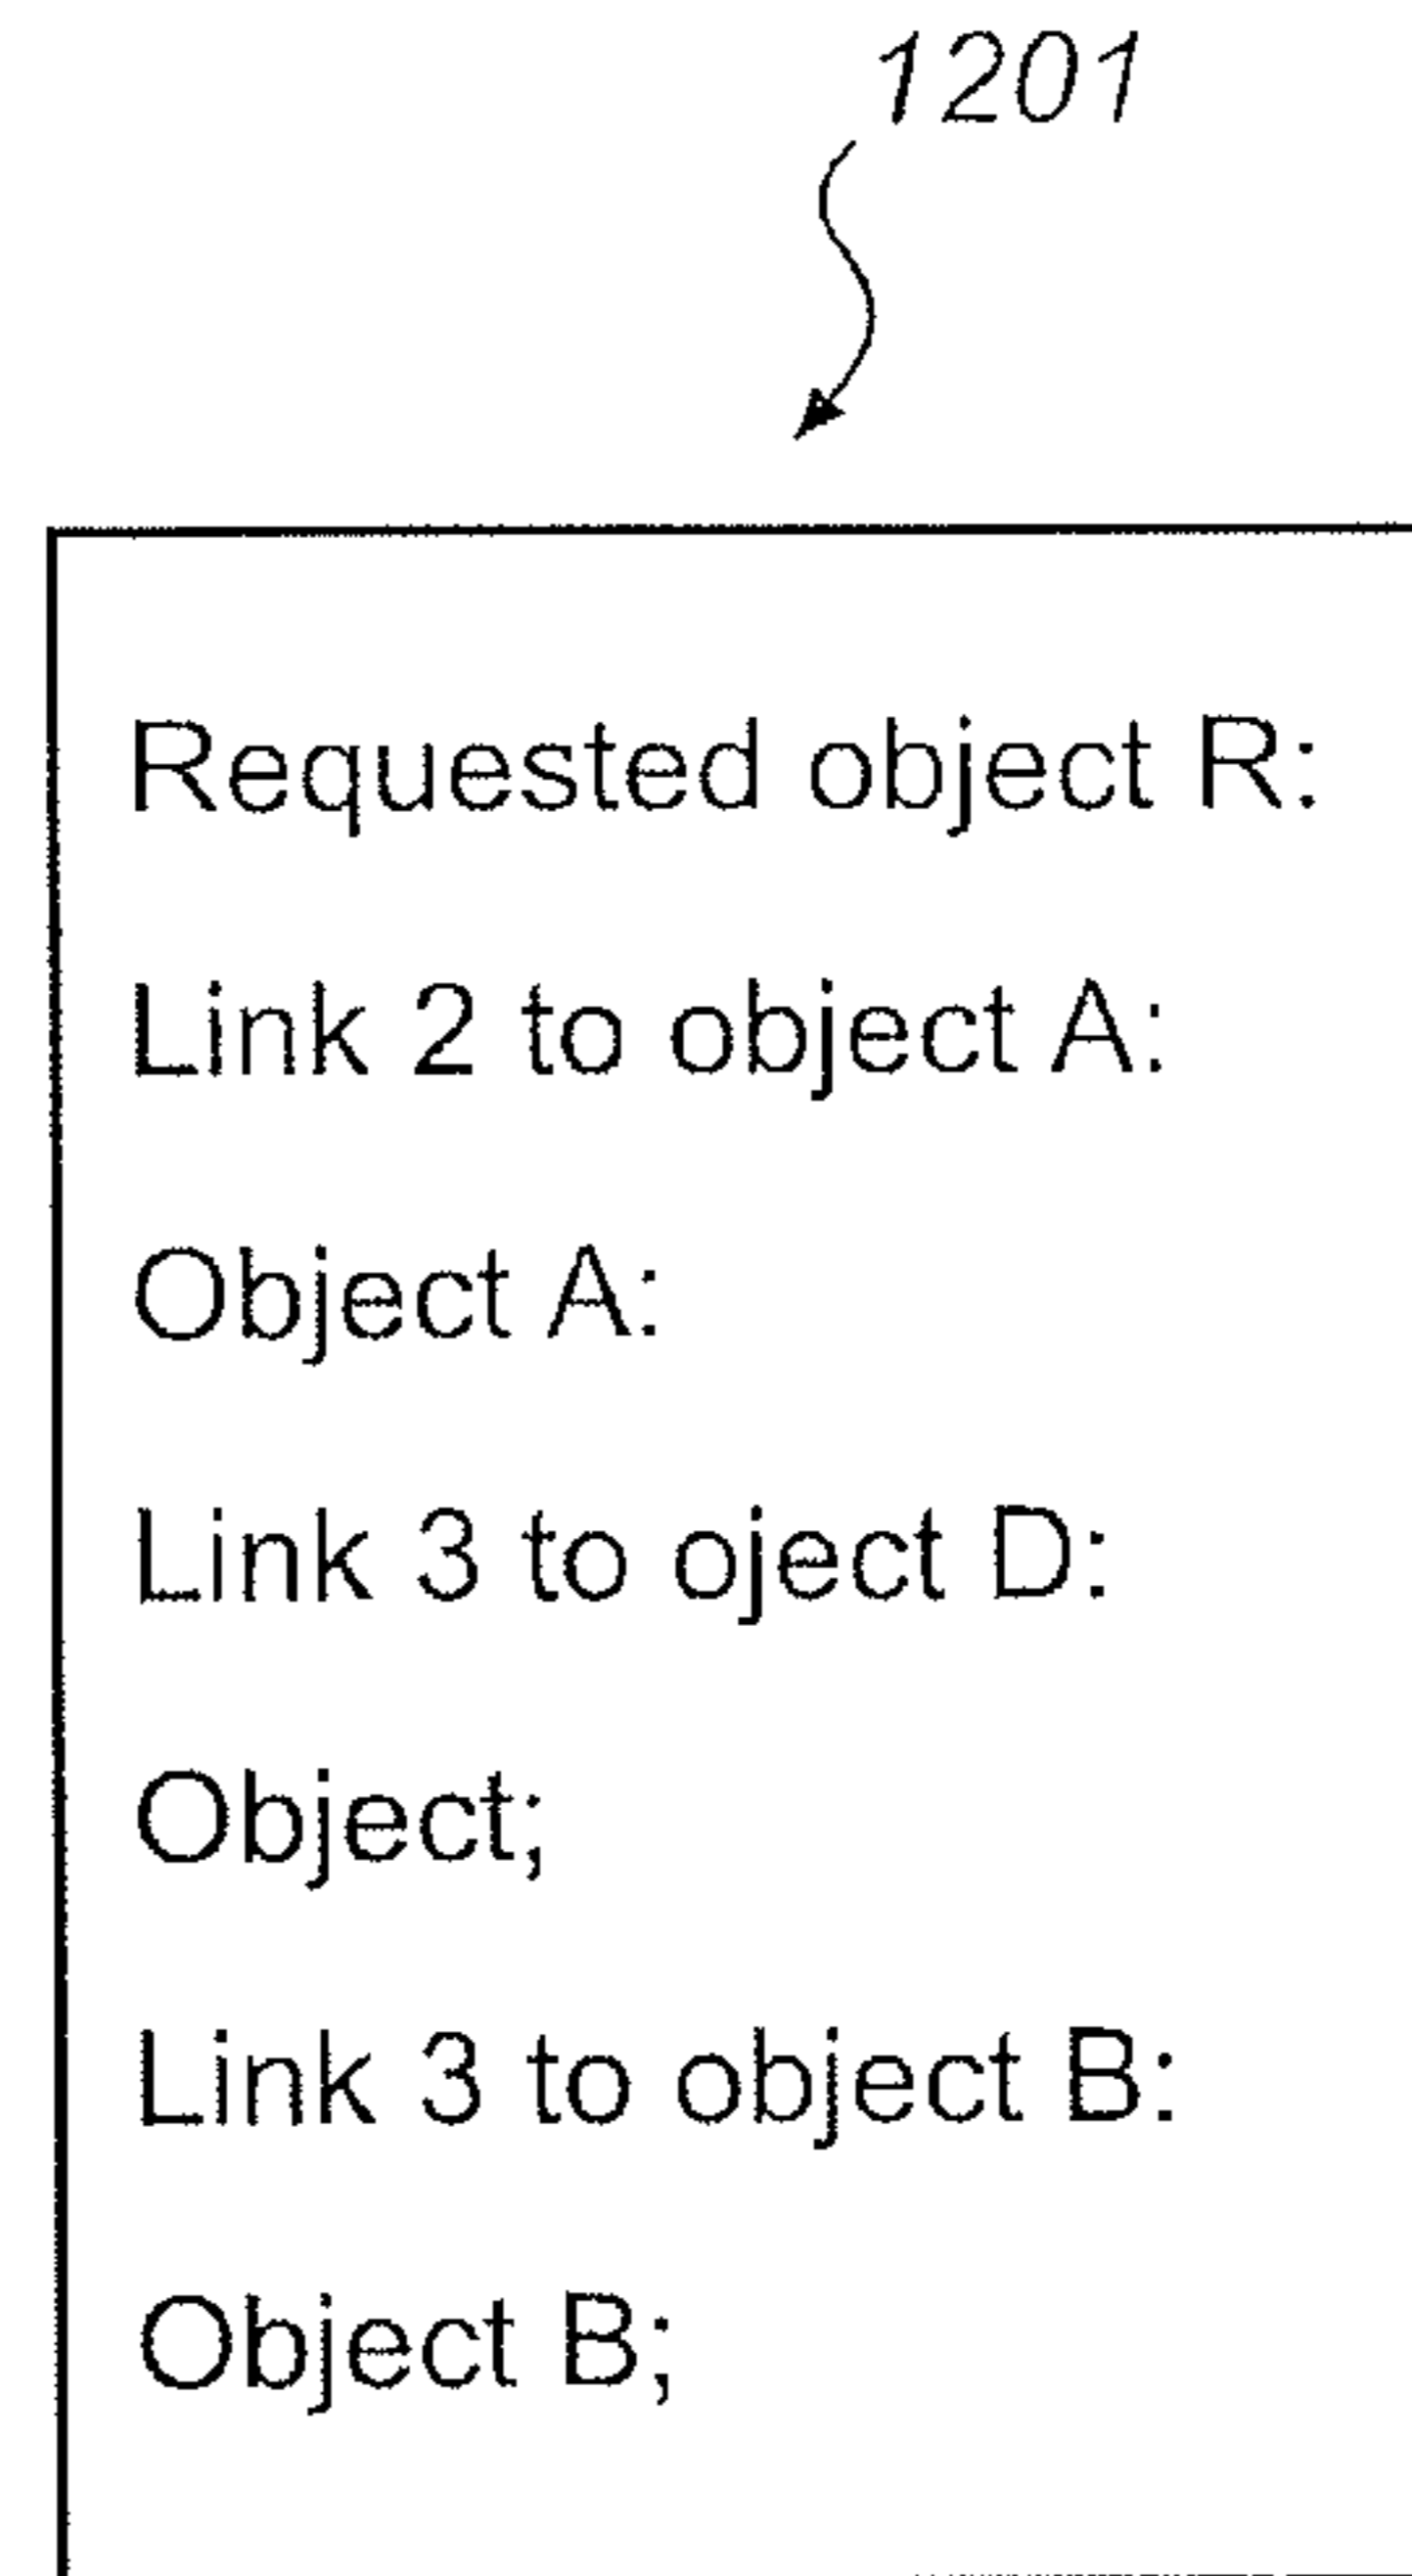 1201
Requested object R:
Link 2 to object A:
Object A:
Link 3 to oject D:
Object;
Link 3 to object B:
Object B;